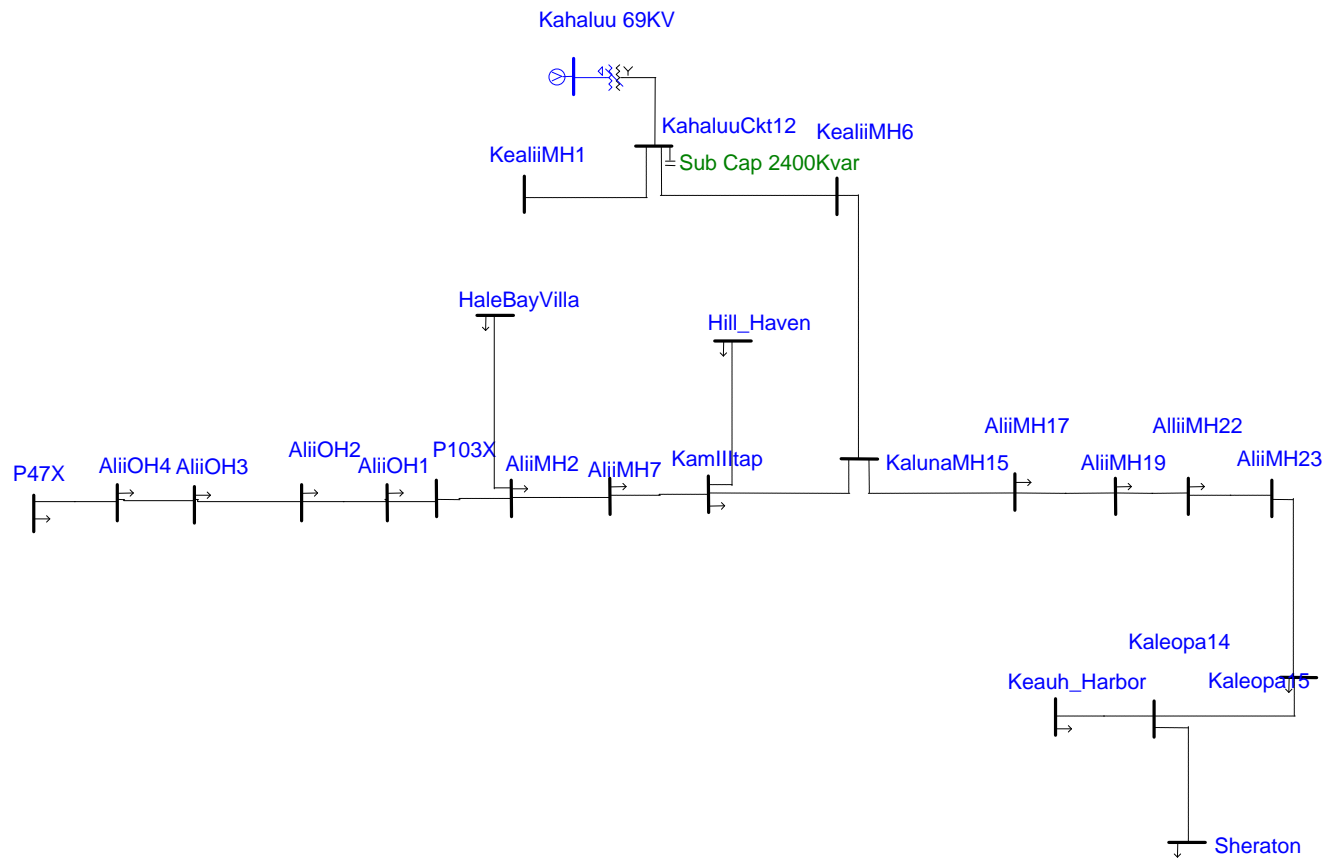 Kahaluu 69KV
KahaluuCkt12
KealiiMH6
KealiiMH1
Sub Cap 2400Kvar
HaleBayVilla
Hill_Haven
P47X
AliiOH4
AliiOH3
AliiOH2
AliiOH1
P103X
AliiMH2
AliiMH7
KamIIItap
KalunaMH15
AliiMH17
AliiMH19
AlliiMH22
AliiMH23
Kaleopa14
Keauh_Harbor
Kaleopa15
Sheraton